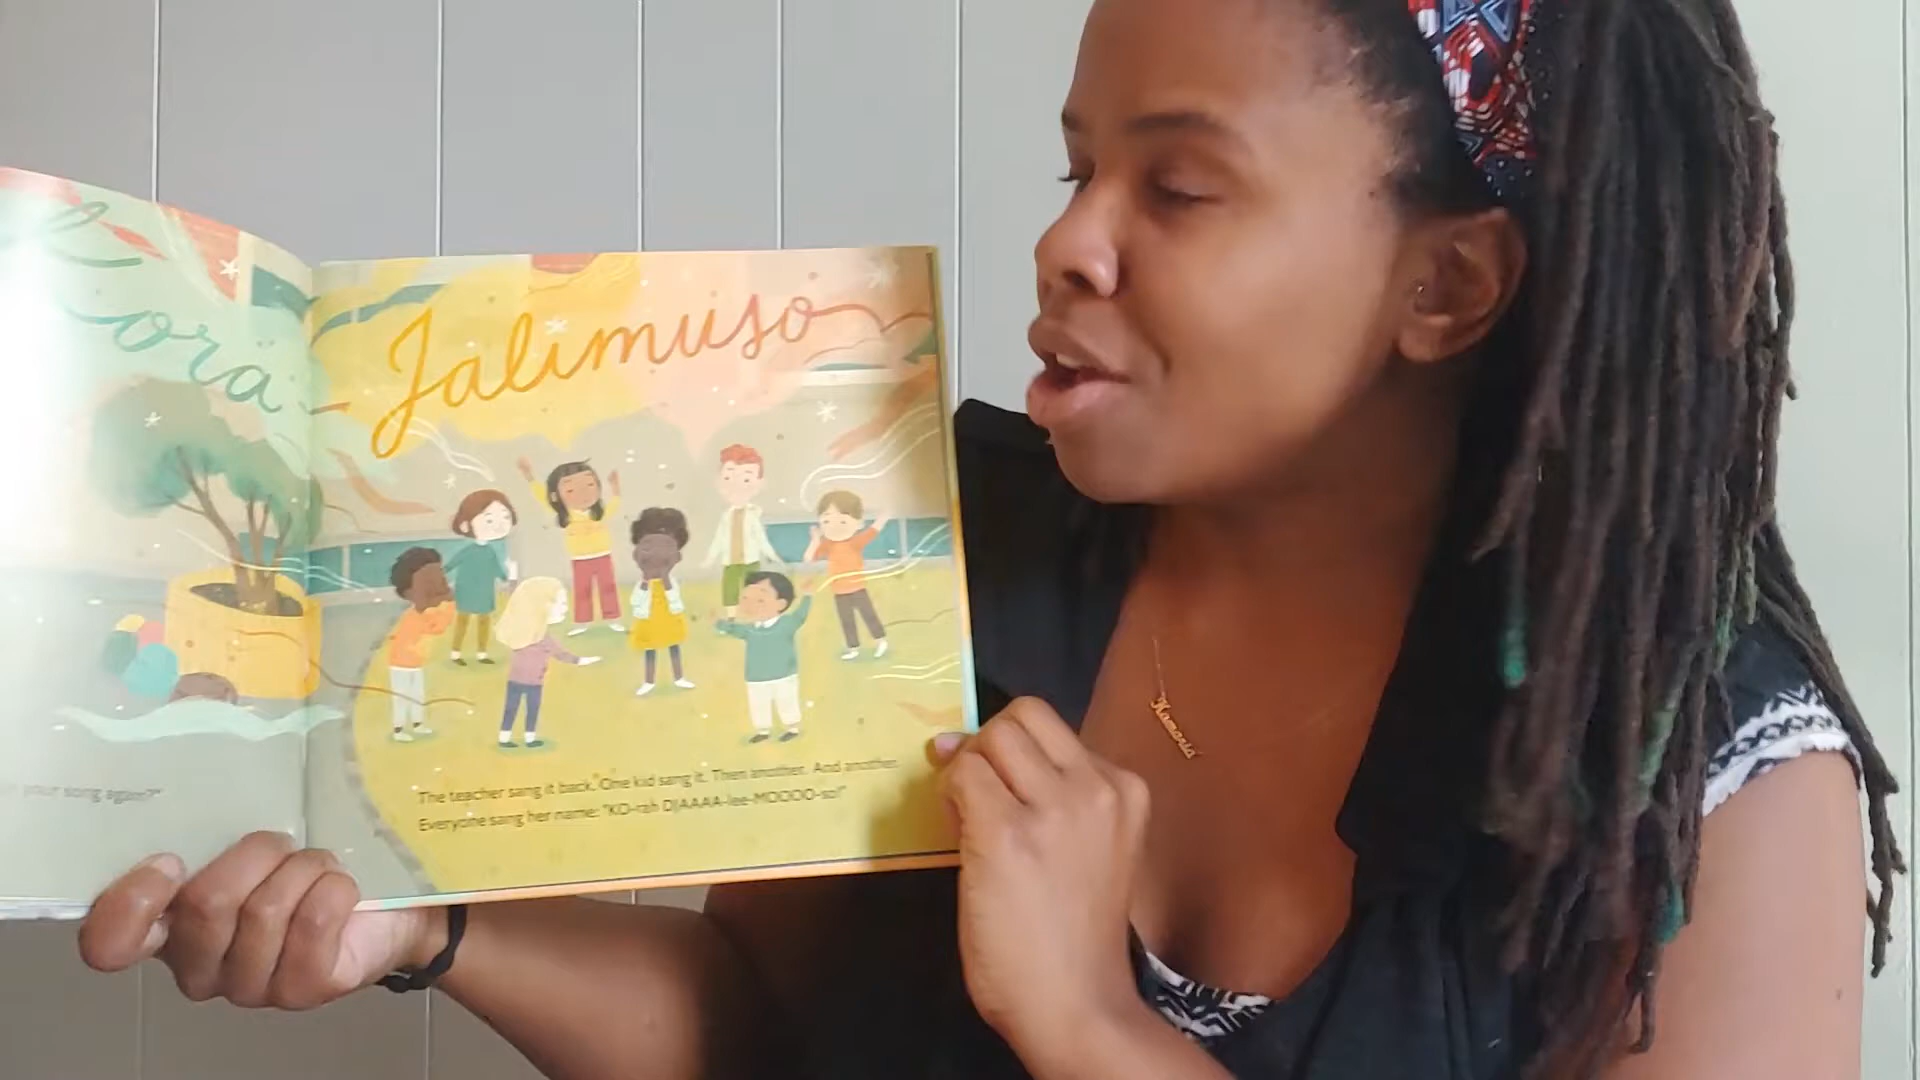 ora
Jalimuso
your song again?"
The teacher sang it back. One kid sang it. Then another. And another.
Everyone sang her name: "KO-rah DJAAAA-lee-MOOOO-so!"
Kamaria